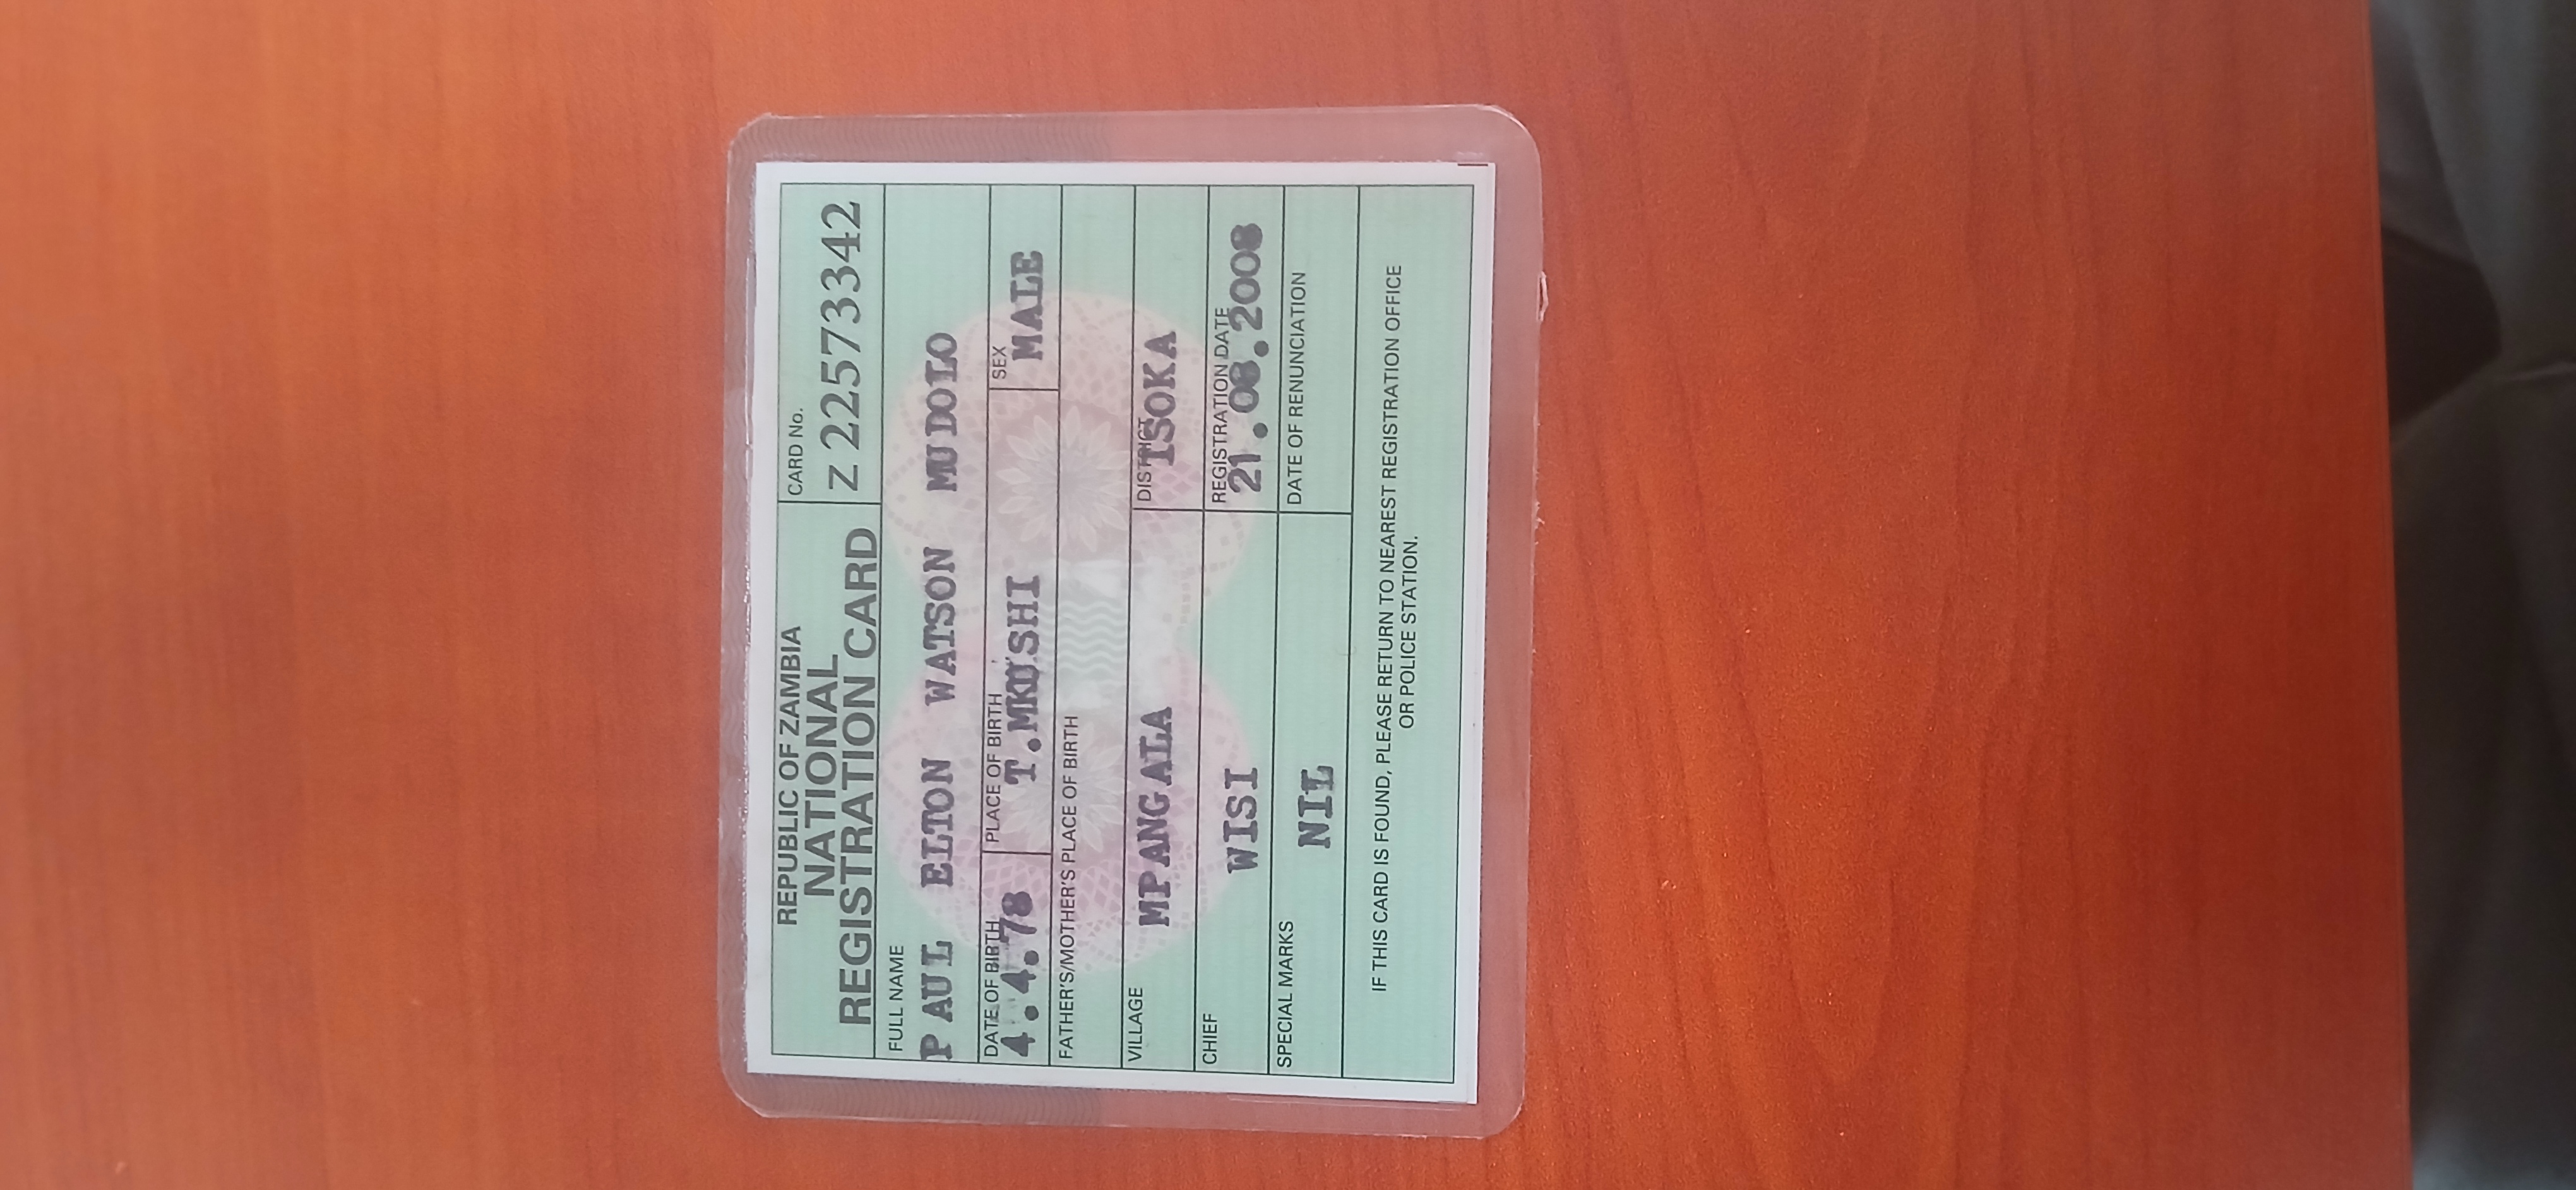 REPUBLIC OF ZAMBIA
NATIONAL
REGISTRATION CARD
CARD No.
Z 22573342
FULL NAME
PAUL ELTON WATSON MUDOLO
DATE OF BIRTH
4.4.78
PLACE OF BIRTH
T.MKUSHI
SEX
MALE
FATHER'S/MOTHER'S PLACE OF BIRTH
VILLAGE
MPANGALA
DISTRICT
ISOKA
CHIEF
WISI
REGISTRATION DATE
21.08.2008
SPECIAL MARKS
NIL
DATE OF RENUNCIATION
IF THIS CARD IS FOUND, PLEASE RETURN TO NEAREST REGISTRATION OFFICE
OR POLICE STATION.